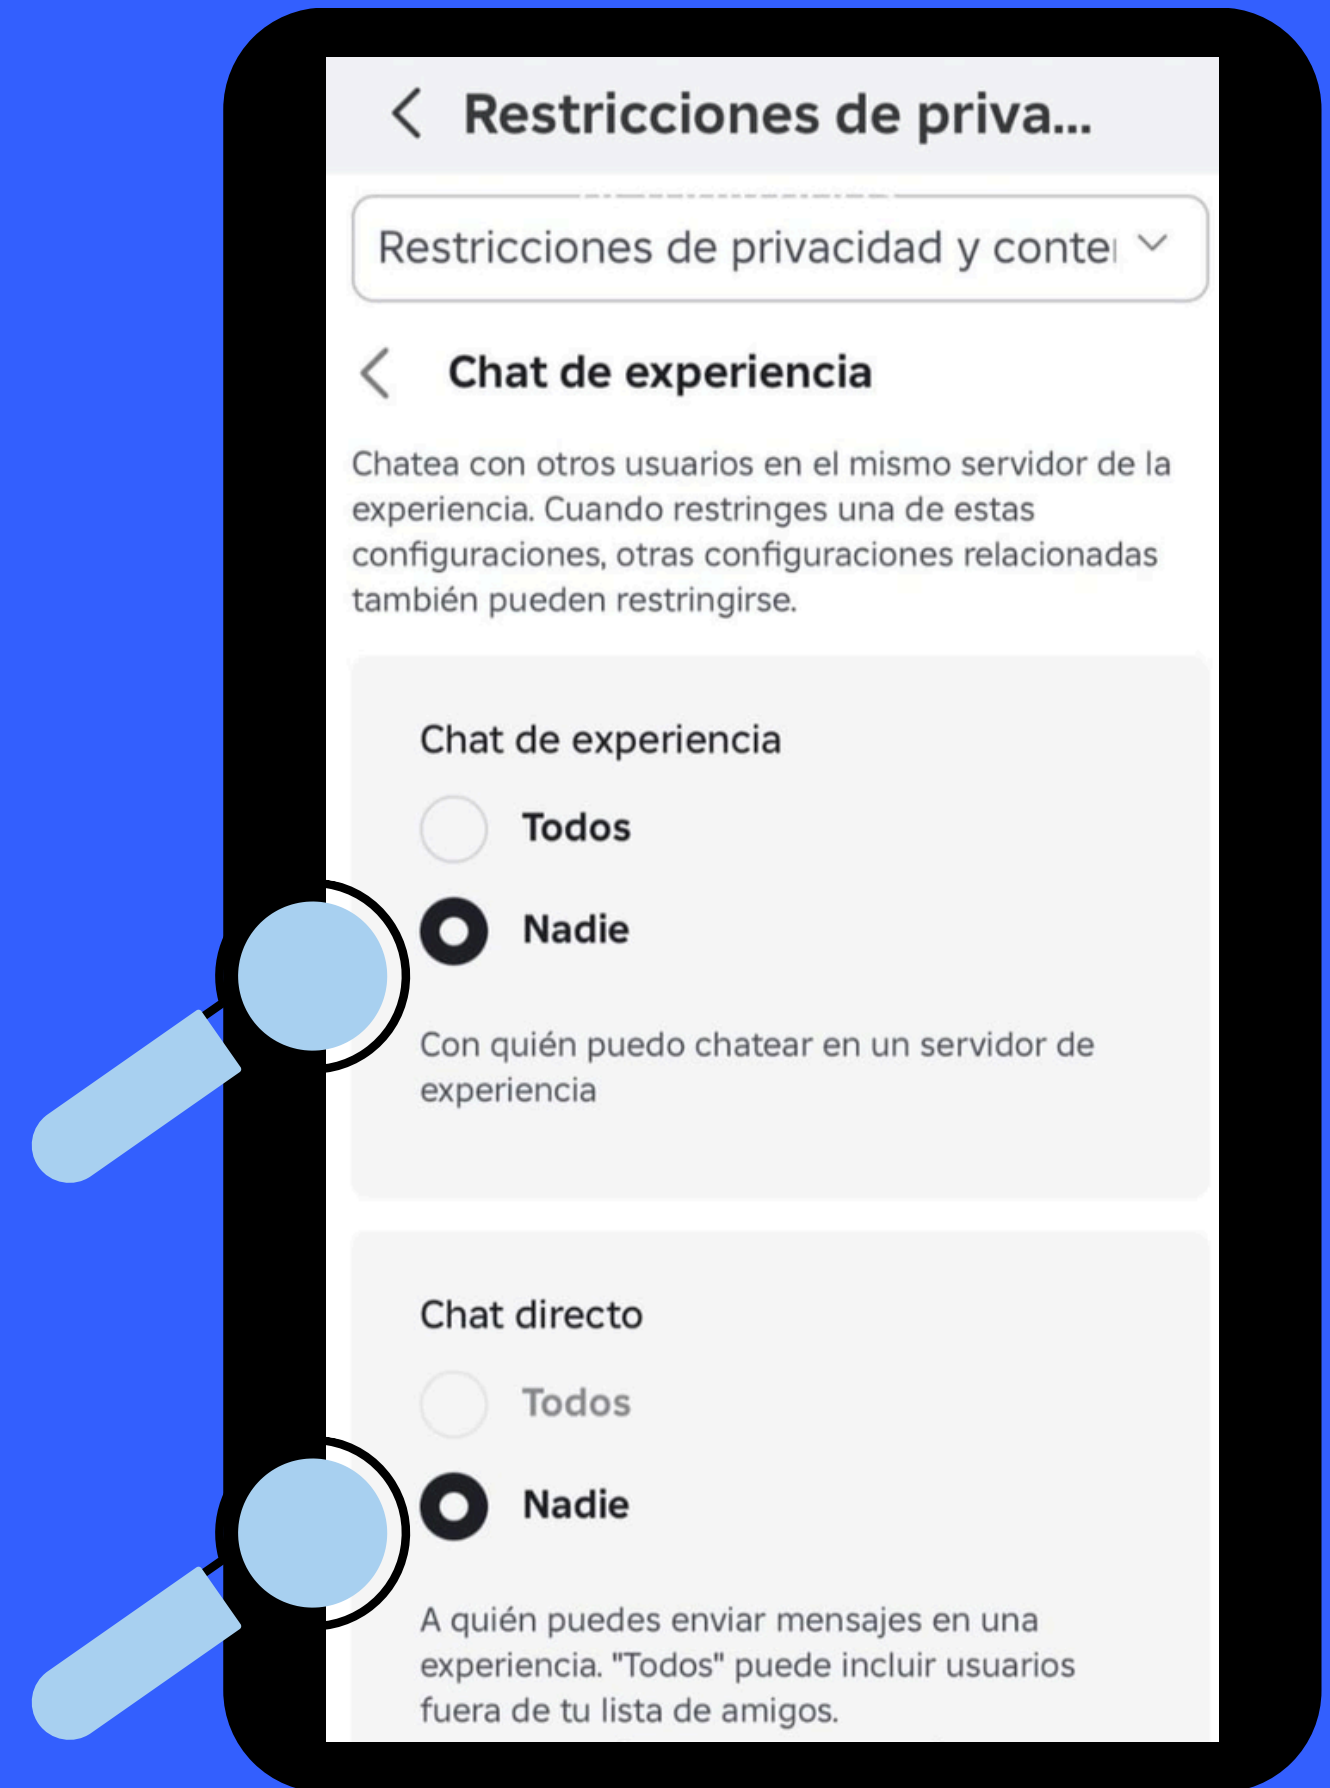 Restricciones de priva...
Restricciones de privacidad y conte
Chat de experiencia
Chatea con otros usuarios en el mismo servidor de la
experiencia. Cuando restringes una de estas
configuraciones, otras configuraciones relacionadas
también pueden restringirse.
Chat de experiencia
Todos
Nadie
Con quién puedo chatear en un servidor de
experiencia
Chat directo
Todos
Nadie
A quién puedes enviar mensajes en una
experiencia. "Todos" puede incluir usuarios
fuera de tu lista de amigos.